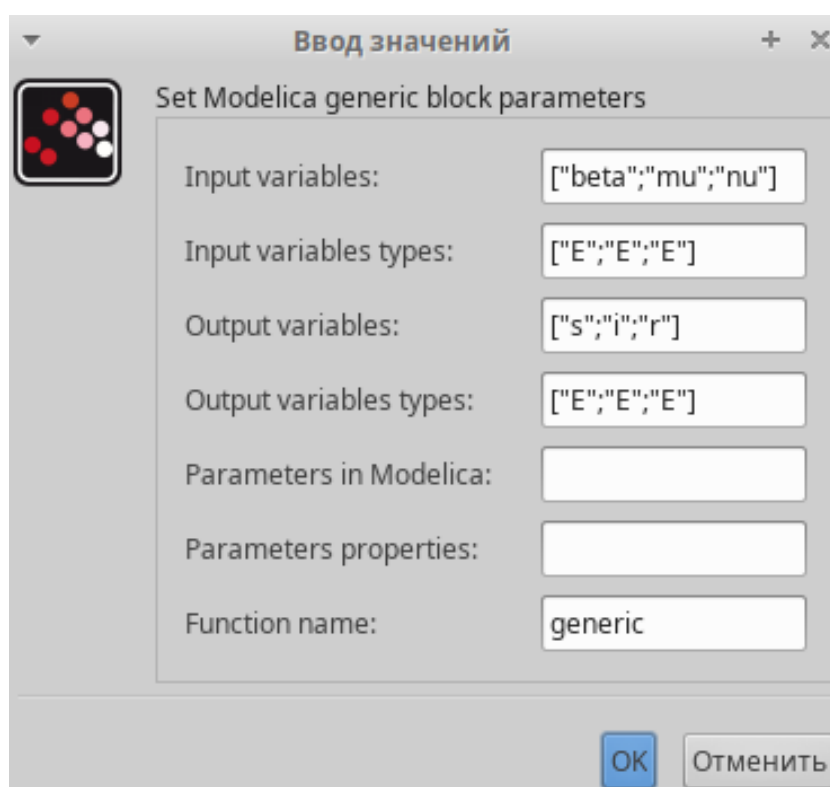 Ввод значений
Set Modelica generic block parameters
Input variables: ["beta";"mu";"nu"]
Input variables types: ["E";"E";"E"]
Output variables: ["s";"i";"r"]
Output variables types: ["E";"E";"E"]
Parameters in Modelica:
Parameters properties:
Function name: generic
OK Отменить